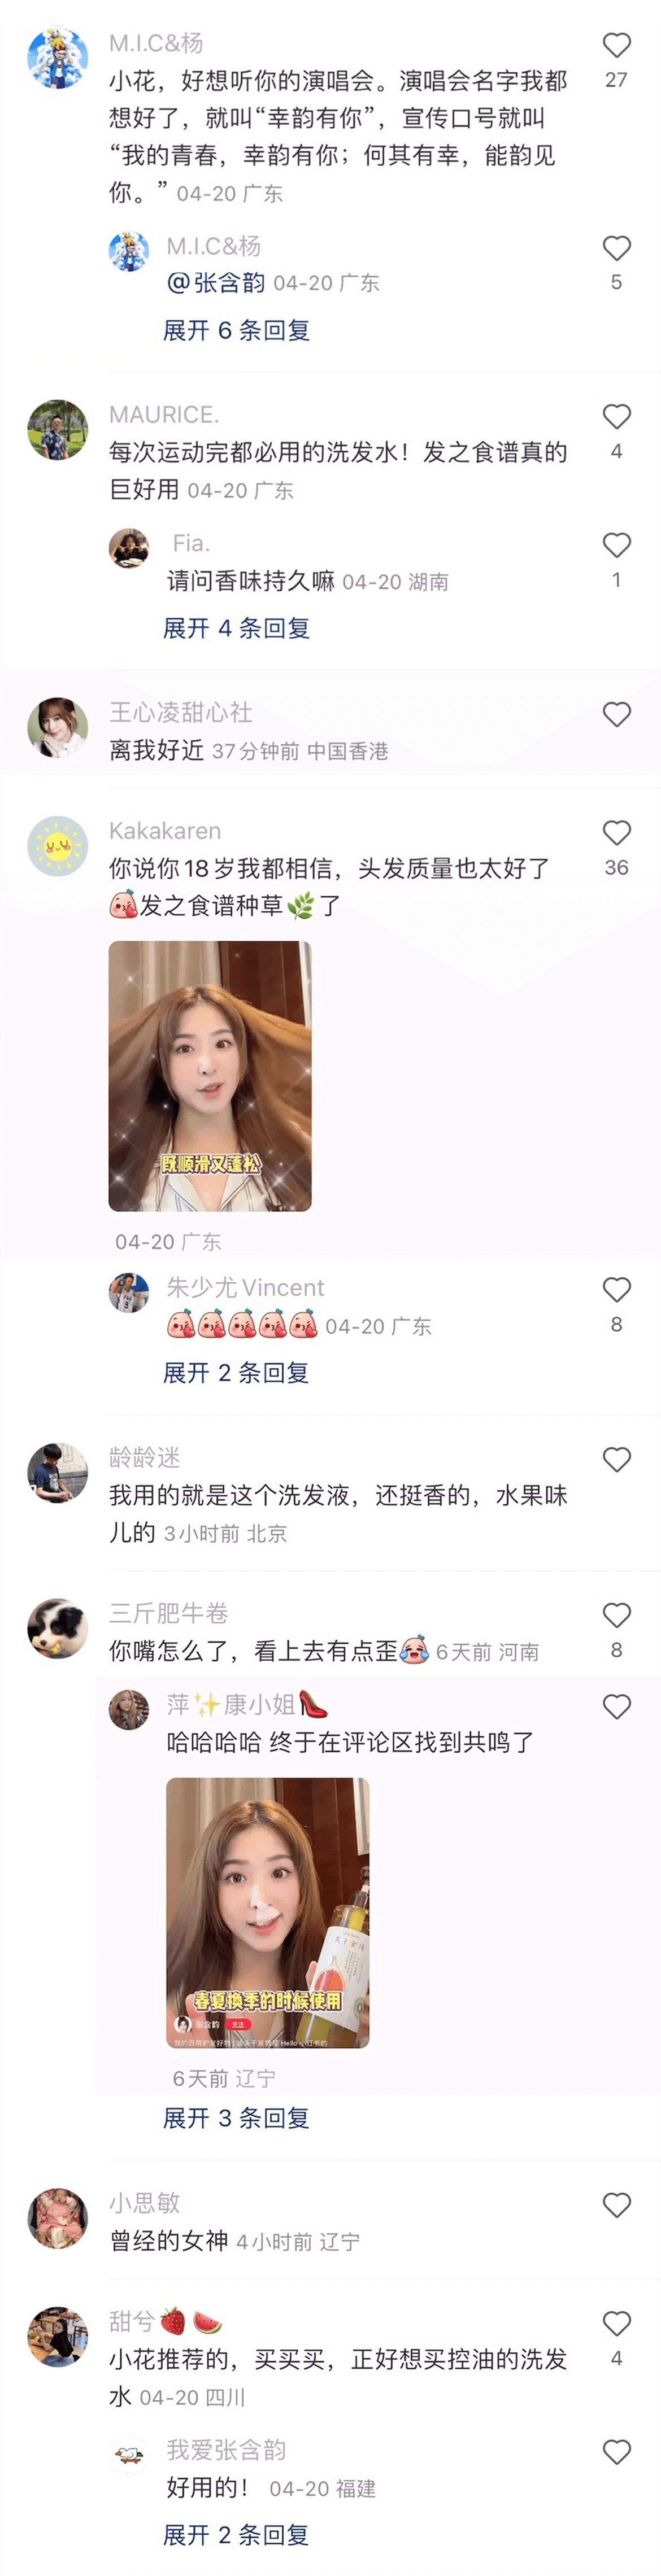 M.I.C&杨
小花，好想听你的演唱会。演唱会名字我都
想好了，就叫“幸韵有你”，宣传口号就叫
“我的青春，幸韵有你；何其有幸，能韵见
你。” 04-20 广东
27
M.I.C&杨
@张含韵 04-20 广东
5
展开 6 条回复
MAURICE.
每次运动完都必用的洗发水！发之食谱真的
巨好用 04-20 广东
4
Fia.
请问香味持久嘛 04-20 湖南
1
展开 4 条回复
王心凌甜心社
离我好近 37分钟前 中国香港
Kakakaren
你说你18岁我都相信，头发质量也太好了
发之食谱种草🌿了
36
既顺滑又蓬松
04-20 广东
朱少尤Vincent
04-20 广东
8
展开 2 条回复
龄龄迷
我用的就是这个洗发液，还挺香的，水果味
儿的 3小时前 北京
三斤肥牛卷
你嘴怎么了，看上去有点歪 6天前 河南
8
萍✨康小姐👠
哈哈哈哈 终于在评论区找到共鸣了
春夏换季的时候使用
张含韵 关注
6天前 辽宁
展开 3 条回复
小思敏
曾经的女神 4小时前 辽宁
甜兮🍓🍉
小花推荐的，买买买，正好想买控油的洗发
水 04-20 四川
4
我爱张含韵
好用的！ 04-20 福建
展开 2 条回复